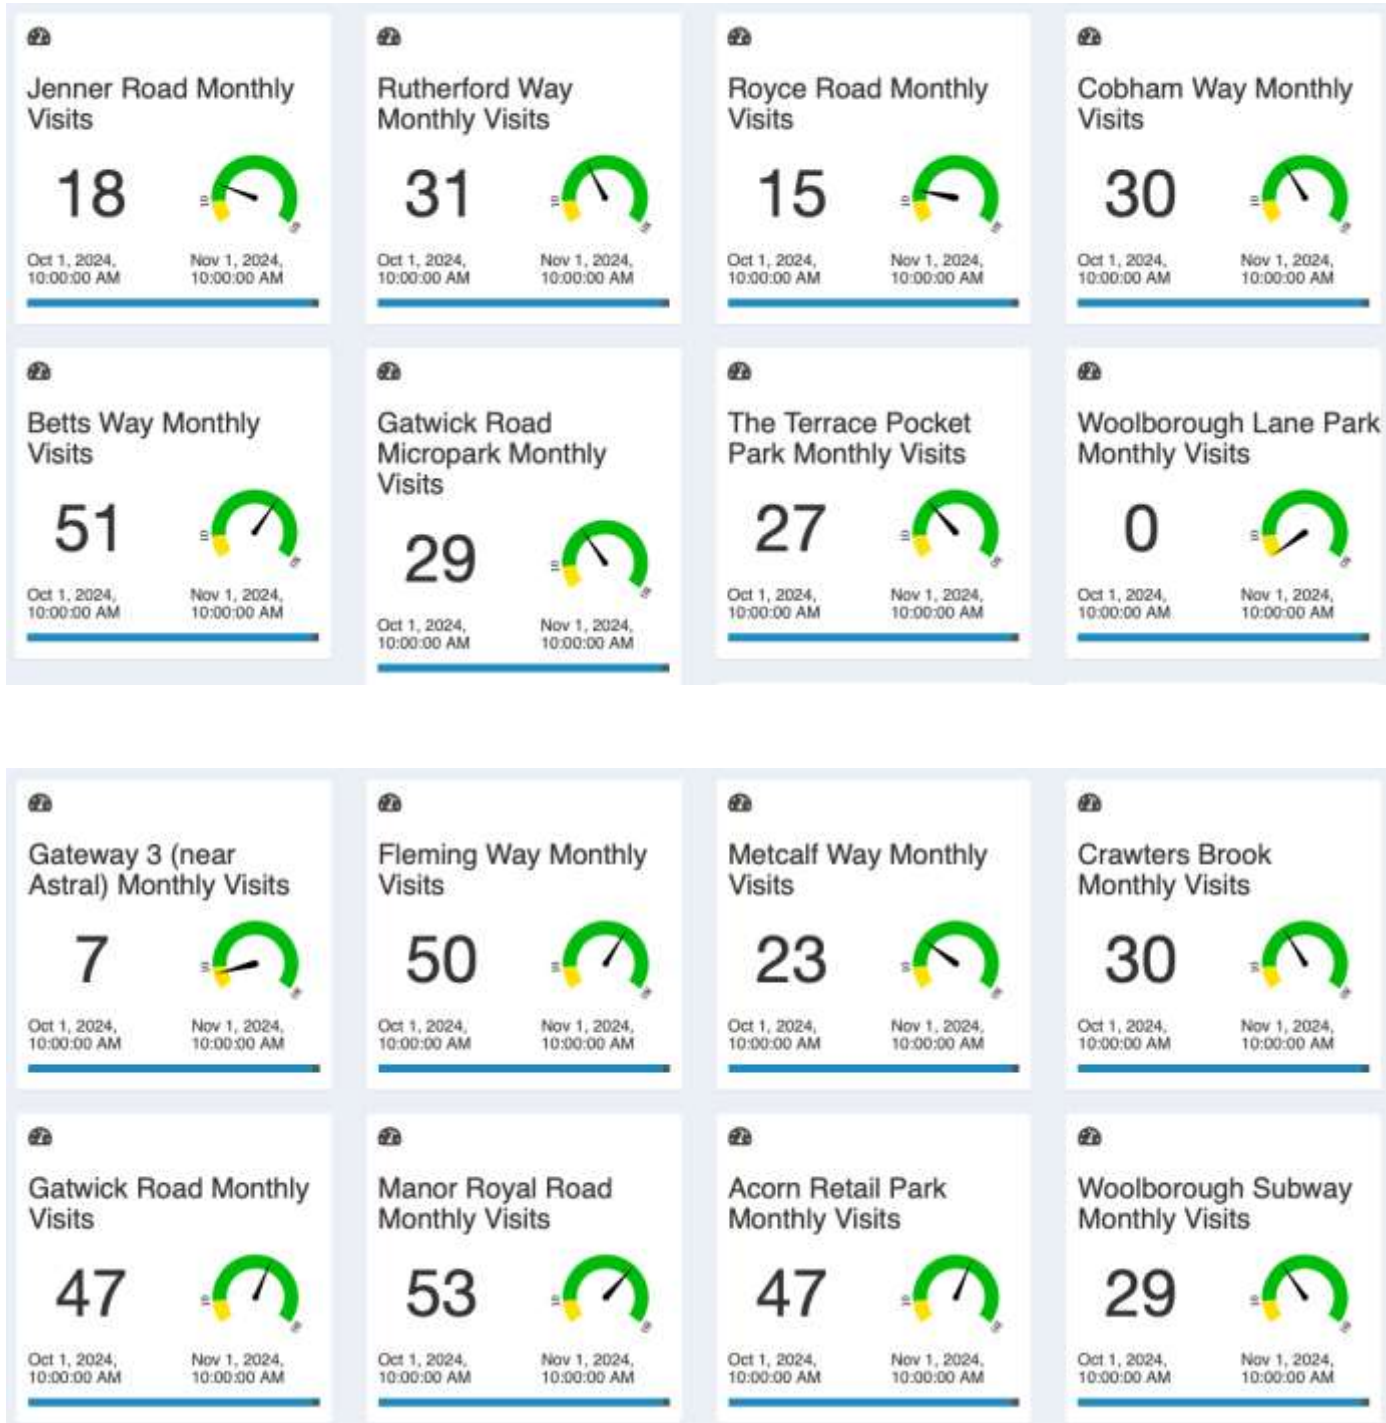 Jenner Road Monthly
Visits
18
10
Oct 1, 2024,
10:00:00 AM
Nov 1, 2024,
10:00:00 AM
Rutherford Way
Monthly Visits
31
10
Oct 1, 2024,
10:00:00 AM
Nov 1, 2024,
10:00:00 AM
Royce Road Monthly
Visits
15
10
Oct 1, 2024,
10:00:00 AM
Nov 1, 2024,
10:00:00 AM
Cobham Way Monthly
Visits
30
10
Oct 1, 2024,
10:00:00 AM
Nov 1, 2024,
10:00:00 AM
Betts Way Monthly
Visits
51
10
Oct 1, 2024,
10:00:00 AM
Nov 1, 2024,
10:00:00 AM
Gatwick Road
Micropark Monthly
Visits
29
10
Oct 1, 2024,
10:00:00 AM
Nov 1, 2024,
10:00:00 AM
The Terrace Pocket
Park Monthly Visits
27
10
Oct 1, 2024,
10:00:00 AM
Nov 1, 2024,
10:00:00 AM
Woolborough Lane Park
Monthly Visits
0
10
Oct 1, 2024,
10:00:00 AM
Nov 1, 2024,
10:00:00 AM
Gateway 3 (near
Astral) Monthly Visits
7
10
Oct 1, 2024,
10:00:00 AM
Nov 1, 2024,
10:00:00 AM
Fleming Way Monthly
Visits
50
10
Oct 1, 2024,
10:00:00 AM
Nov 1, 2024,
10:00:00 AM
Metcalf Way Monthly
Visits
23
10
Oct 1, 2024,
10:00:00 AM
Nov 1, 2024,
10:00:00 AM
Crawters Brook
Monthly Visits
30
10
Oct 1, 2024,
10:00:00 AM
Nov 1, 2024,
10:00:00 AM
Gatwick Road Monthly
Visits
47
10
Oct 1, 2024,
10:00:00 AM
Nov 1, 2024,
10:00:00 AM
Manor Royal Road
Monthly Visits
53
10
Oct 1, 2024,
10:00:00 AM
Nov 1, 2024,
10:00:00 AM
Acorn Retail Park
Monthly Visits
47
10
Oct 1, 2024,
10:00:00 AM
Nov 1, 2024,
10:00:00 AM
Woolborough Subway
Monthly Visits
29
10
Oct 1, 2024,
10:00:00 AM
Nov 1, 2024,
10:00:00 AM